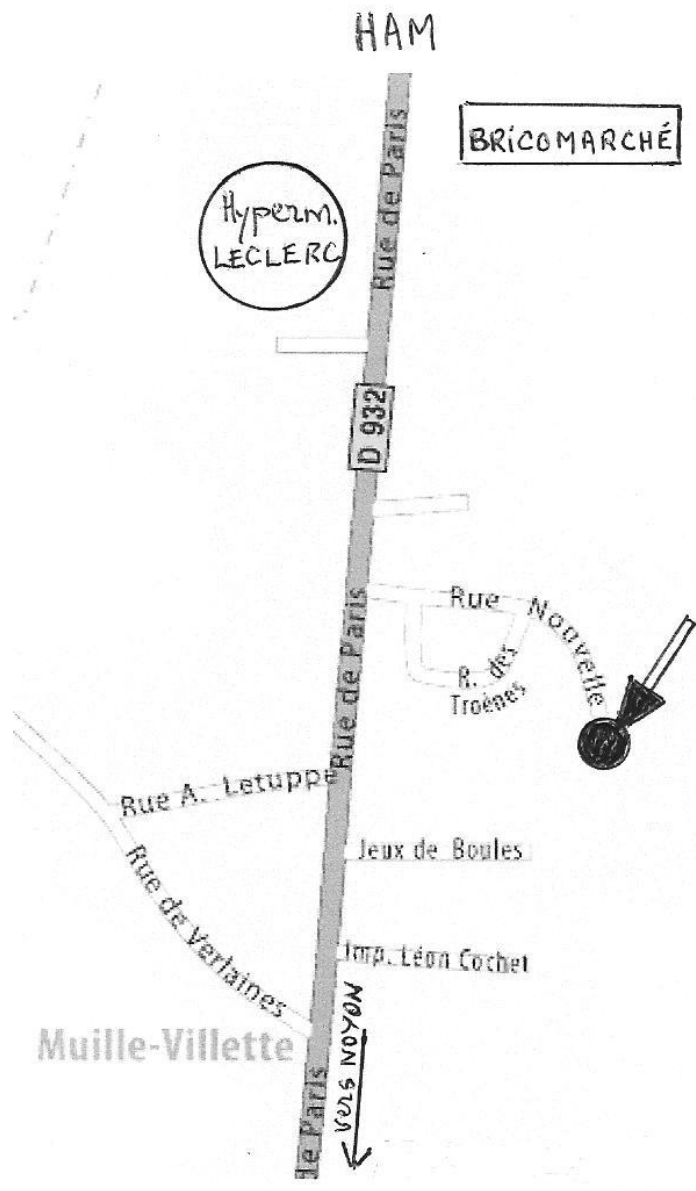 HAM
Rue de Paris
BRICOMARCHÉ
Hyperm.
LECLERC
D 932
Rue de Paris
Rue Nouvelle
R. des
Troènes
Rue A. Letuppe
Jeux de Boules
Rue de Verlaines
Imp. Léon Cochet
Muille-Villette
vers NOYON
de Paris